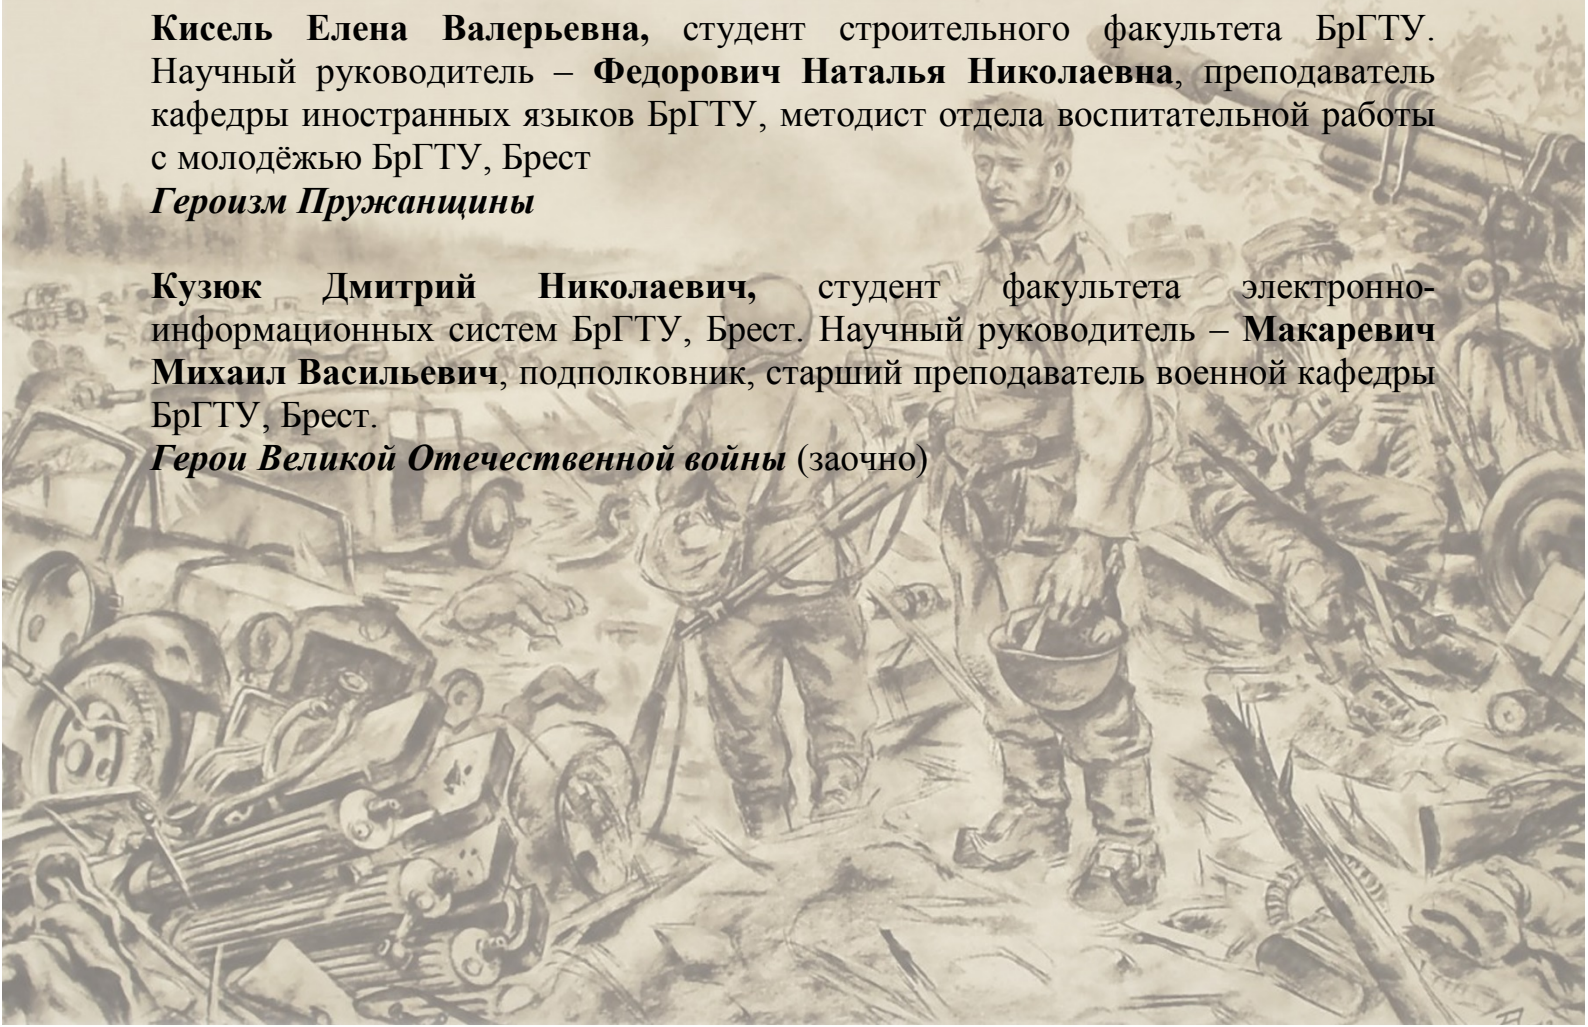 Кисель Елена Валерьевна, студент строительного факультета БрГТУ.
Научный руководитель – Федорович Наталья Николаевна, преподаватель
кафедры иностранных языков БрГТУ, методист отдела воспитательной работы
с молодёжью БрГТУ, Брест
Героизм Пружанщины
Кузюк Дмитрий Николаевич, студент факультета электронно-
информационных систем БрГТУ, Брест. Научный руководитель – Макаревич
Михаил Васильевич, подполковник, старший преподаватель военной кафедры
БрГТУ, Брест.
Герои Великой Отечественной войны (заочно)